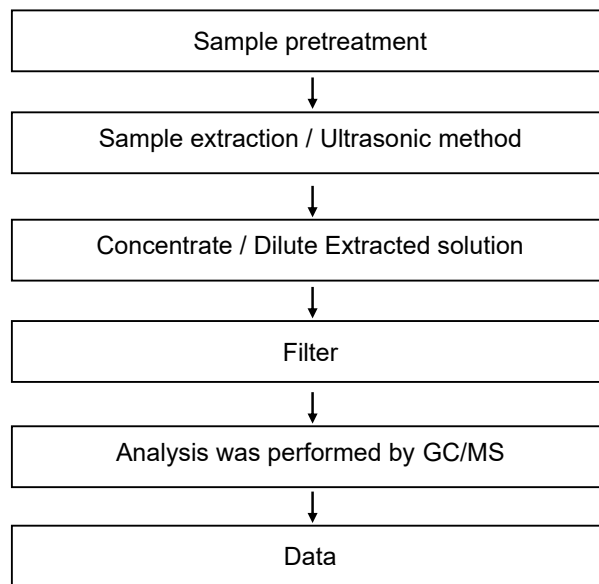 Sample pretreatment
Sample extraction / Ultrasonic method
Concentrate / Dilute Extracted solution
Filter
Analysis was performed by GC/MS
Data